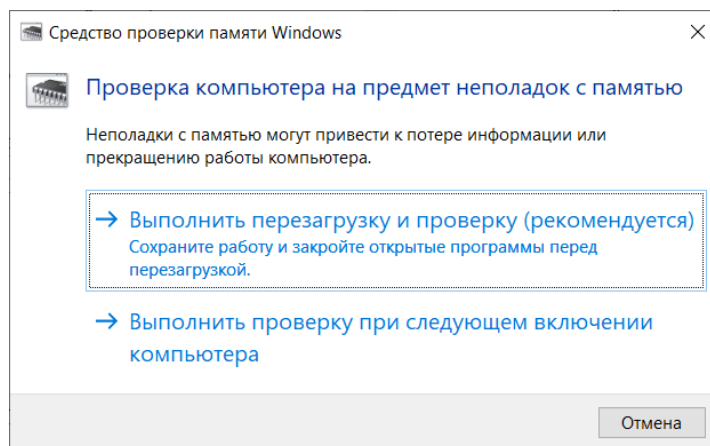 Средство проверки памяти Windows
Проверка компьютера на предмет неполадок с памятью
Неполадки с памятью могут привести к потере информации или
прекращению работы компьютера.
Выполнить перезагрузку и проверку (рекомендуется)
Сохраните работу и закройте открытые программы перед
перезагрузкой.
Выполнить проверку при следующем включении
компьютера
Отмена